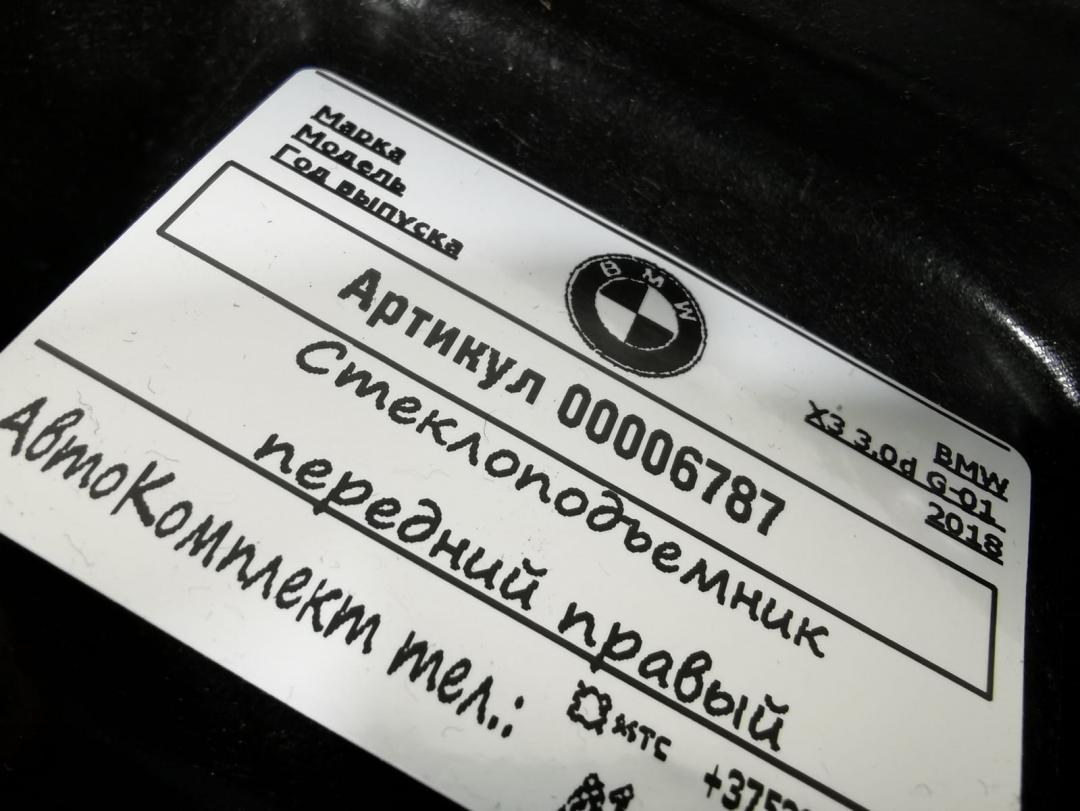 Марка
BMW
Модель
X3 3,0d G-01
Год выпуска
2018
BMW
Артикул 00006787
Стеклоподъемник
передний правый
АвтоКомплект тел.:
мтс